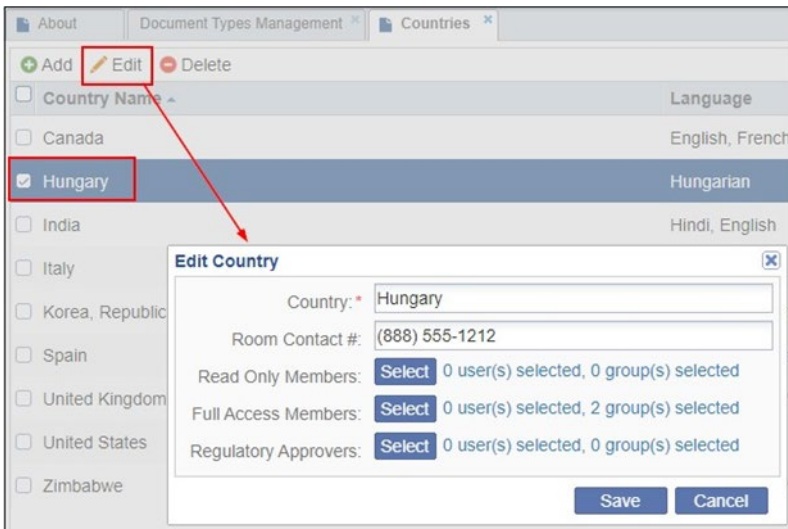 About Document Types Management Countries
Add Edit Delete
Country Name Language
Canada English, French
Hungary Hungarian
India Hindi, English
Italy
Korea, Republic
Spain
United Kingdom
United States
Zimbabwe
Edit Country
Country:* Hungary
Room Contact #: (888) 555-1212
Read Only Members: Select 0 user(s) selected, 0 group(s) selected
Full Access Members: Select 0 user(s) selected, 2 group(s) selected
Regulatory Approvers: Select 0 user(s) selected, 0 group(s) selected
Save Cancel